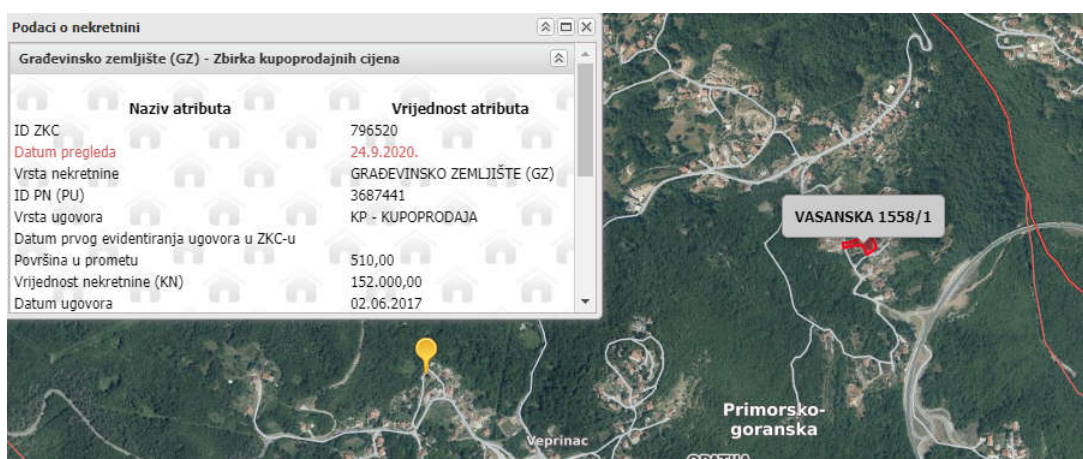 Podaci o nekretnini
Građevinsko zemljište (GZ) - Zbirka kupoprodajnih cijena
Naziv atributa Vrijednost atributa
ID ZKC 796520
Datum pregleda 24.9.2020.
Vrsta nekretnine GRAĐEVINSKO ZEMLJIŠTE (GZ)
ID PN (PU) 3687441
Vrsta ugovora KP - KUPOPRODAJA
Datum prvog evidentiranja ugovora u ZKC-u
Površina u prometu 510,00
Vrijednost nekretnine (KN) 152.000,00
Datum ugovora 02.06.2017
VASANSKA 1558/1
Primorsko-
goranska
Veprinac
OPATIJA